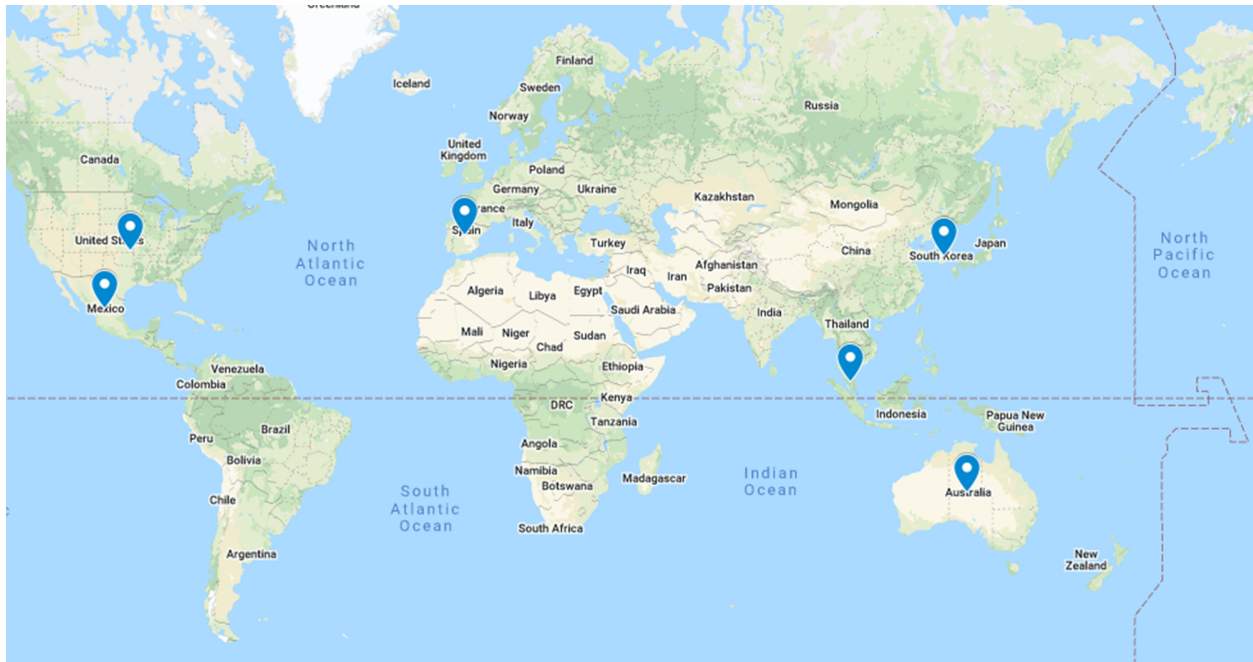 Greenland
Iceland
Finland
Sweden
Norway
Russia
United
Kingdom
Canada
Poland
Germany
Ukraine
Kazakhstan
Mongolia
rance
Italy
Spain
United States
Turkey
Japan
North
Atlantic
Ocean
North
Pacific
Ocean
China
South Korea
Afghanistan
Iraq
Iran
Pakistan
Algeria
Libya
Egypt
Saudi Arabia
India
Mexico
Mali
Niger
Sudan
Chad
Thailand
Nigeria
Ethiopia
Venezuela
Colombia
Kenya
DRC
Indonesia
Papua New
Guinea
Tanzania
Brazil
Peru
Angola
Bolivia
Namibia
Botswana
Madagascar
Indian
Ocean
Chile
South
Atlantic
Ocean
Australia
South Africa
Argentina
New
Zealand